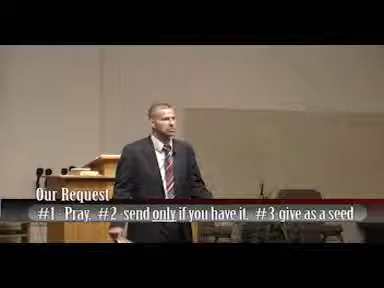 Our Request
#1 Pray, #2 -send only if you have it, #3 give as a seed